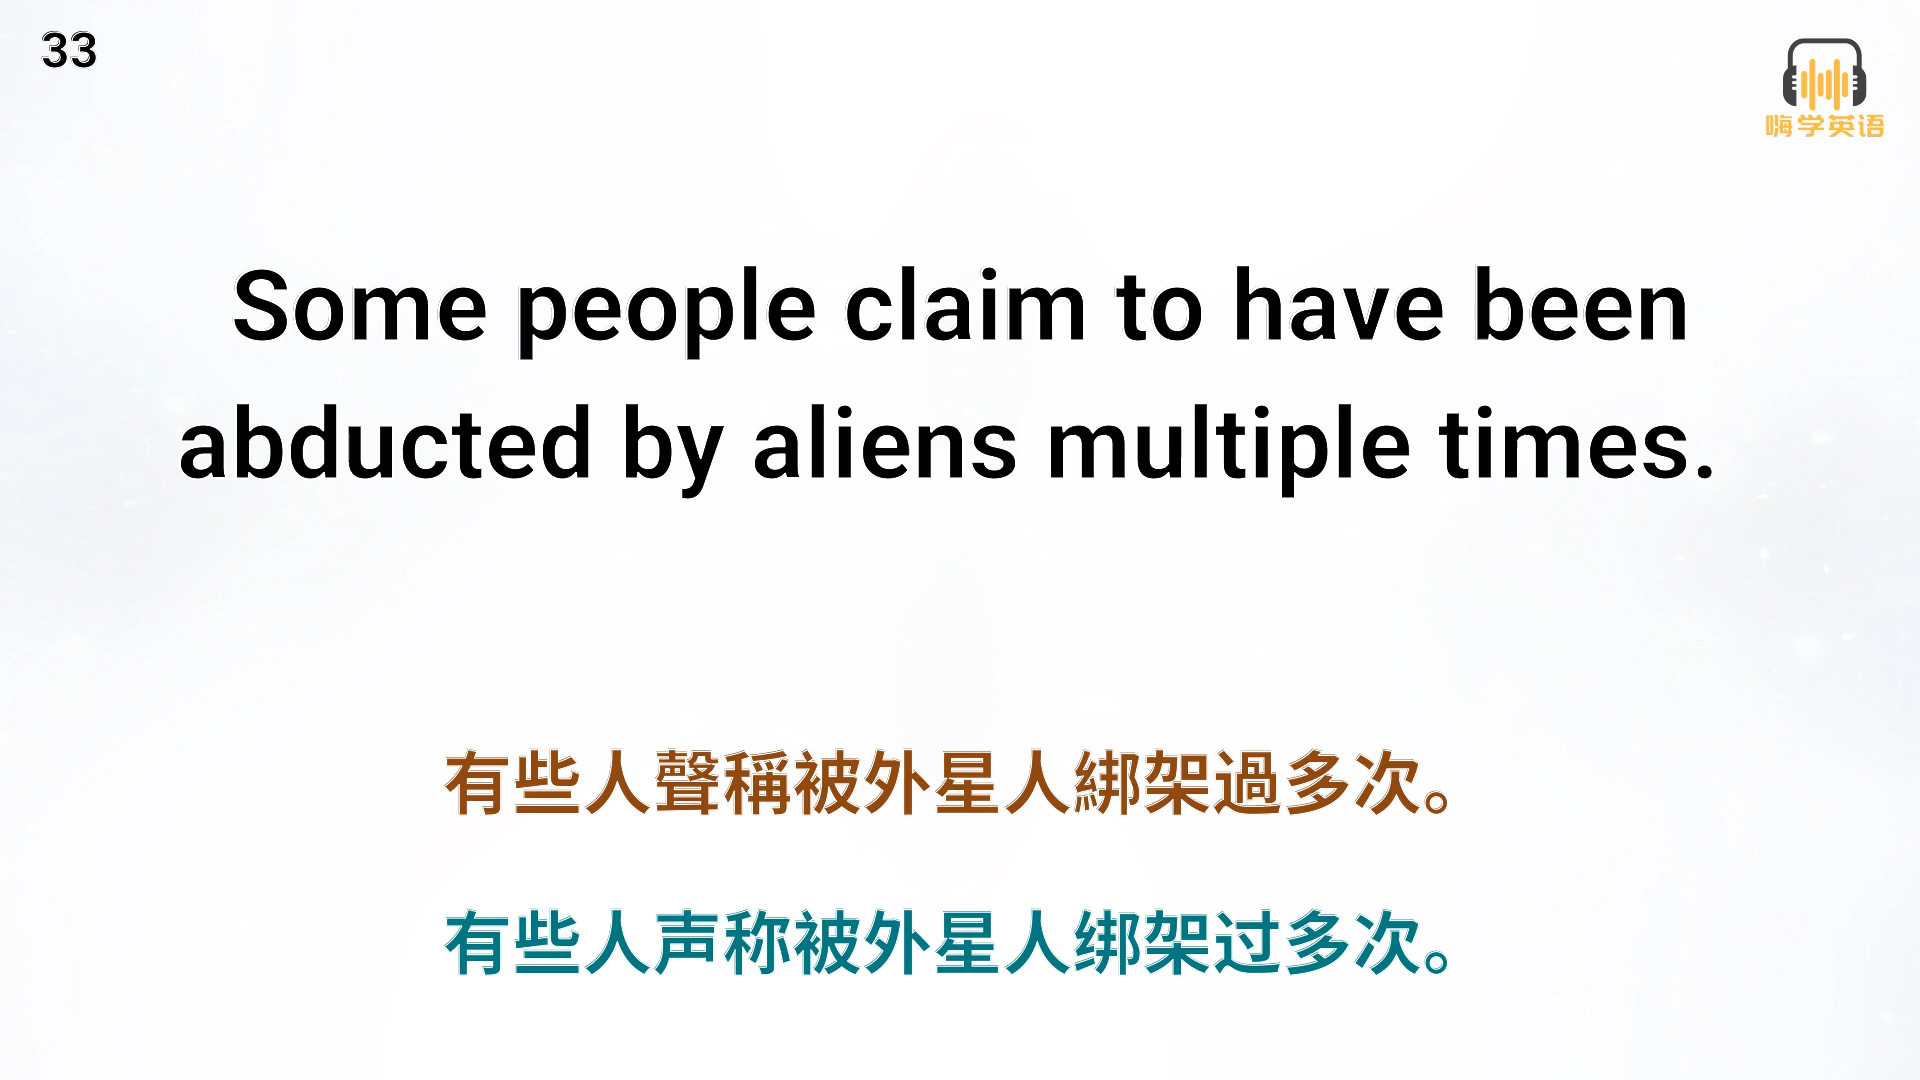 33
嗨学英语
Some people claim to have been
abducted by aliens multiple times.
有些人聲稱被外星人綁架過多次。
有些人声称被外星人绑架过多次。